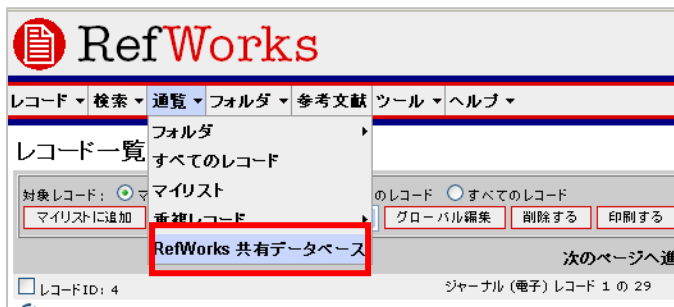 RefWorks
レコード ▼ 検索 ▼ 通覧 ▼ フォルダ ▼ 参考文献 ツール ▼ ヘルプ ▼
フォルダ
レコード一覧
すべてのレコード
対象レコード: マイリスト のレコード すべてのレコード
マイリストに追加 重複レコード グローバル編集 削除する 印刷する
RefWorks 共有データベース
次のページへ進
レコードID: 4 ジャーナル (電子) レコード 1 の 29